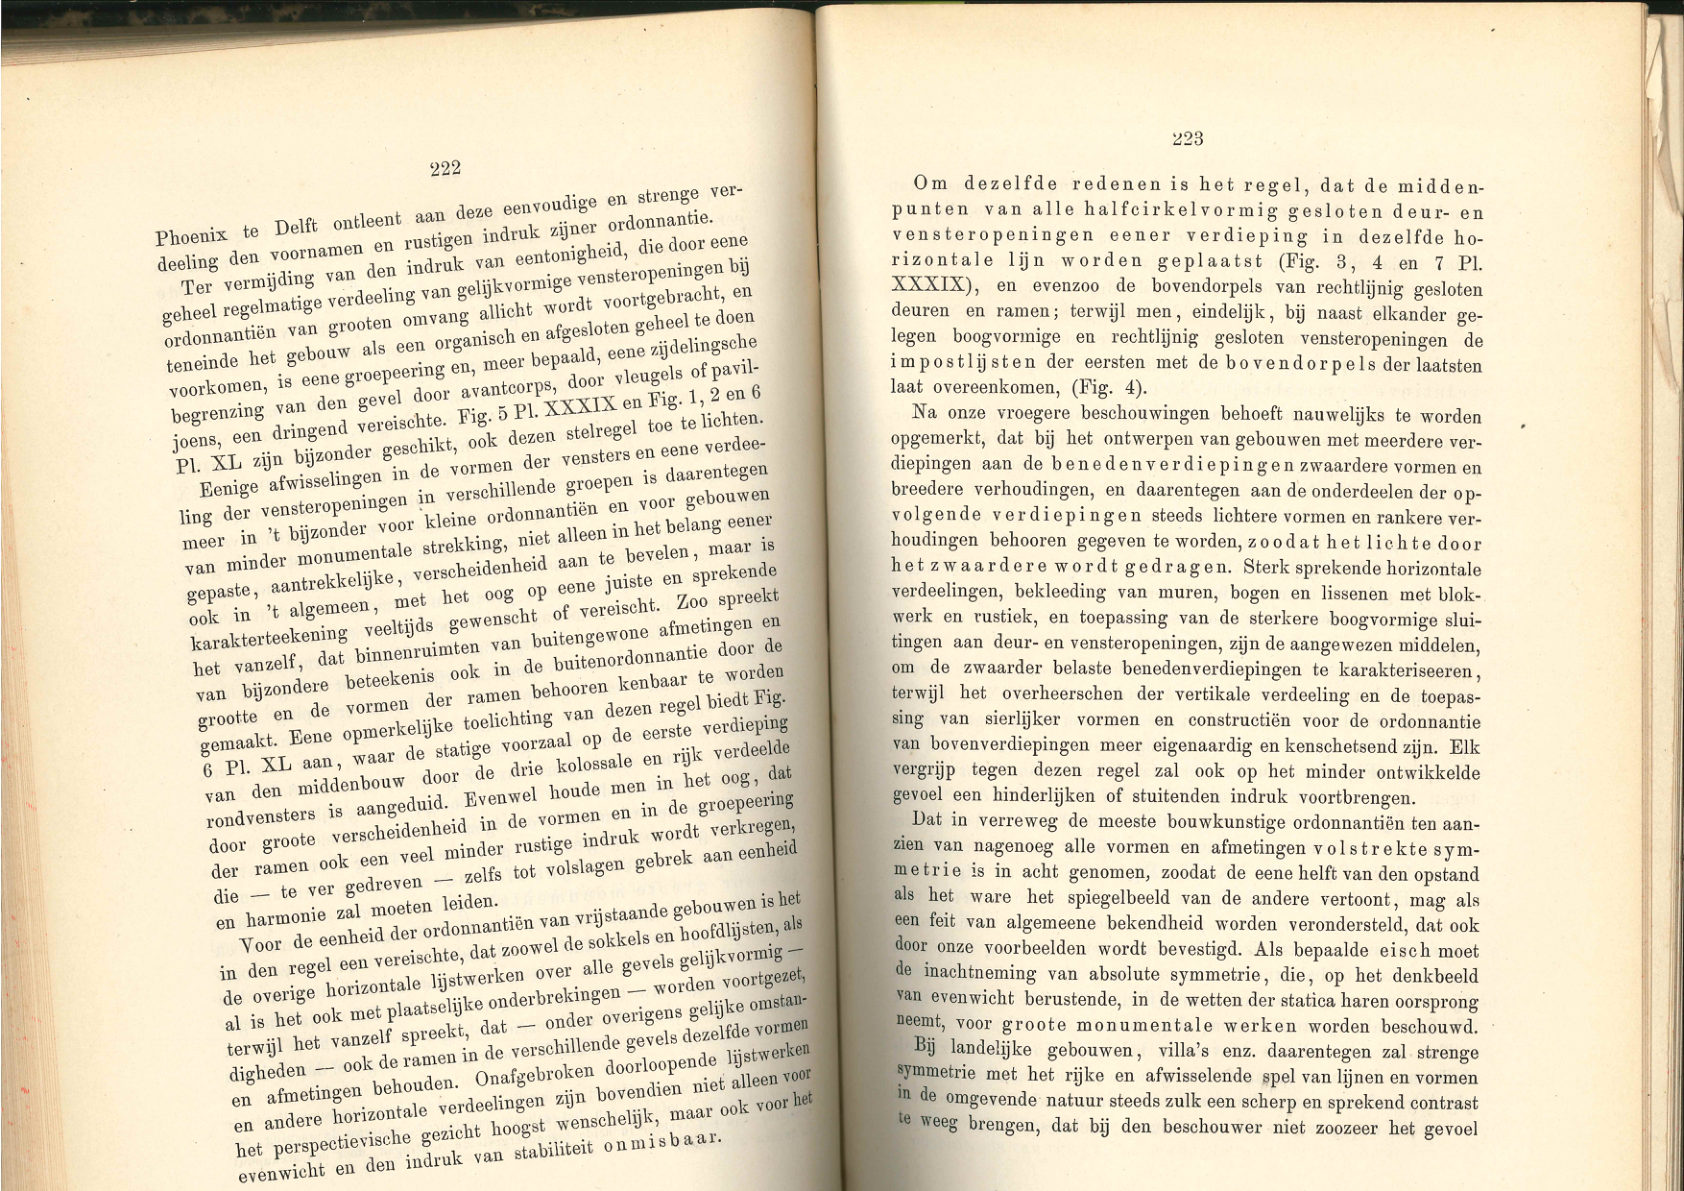 222
Phoenix te Delft ontleent aan deze eenvoudige en strenge ver-
deeling den voornamen en rustigen indruk zijner ordonnantie.
Ter vermijding van den indruk van eentonigheid, die door eene
geheel regelmatige verdeeling van gelijkvormige vensteropeningen bij
ordonnantiën van grooten omvang allicht wordt voortgebracht, en
teneinde het gebouw als een organisch en afgesloten geheel te doen
voorkomen, is eene groepeering en, meer bepaald, eene zijdelingsche
begrenzing van den gevel door avantcorps, door vleugels of pavil-
joens, een dringend vereischte. Fig. 5 Pl. XXXIX en Fig. 1, 2 en 6
Pl. XL zijn bijzonder geschikt, ook dezen stelregel toe te lichten.
Eenige afwisselingen in de vormen der vensters en eene verdee-
ling der vensteropeningen in verschillende groepen is daarentegen
meer in 't bijzonder voor kleine ordonnantiën en voor gebouwen
van minder monumentale strekking, niet alleen in het belang eener
gepaste, aantrekkelijke, verscheidenheid aan te bevelen, maar is
ook in 't algemeen, met het oog op eene juiste en sprekende
karakterteekening veeltijds gewenscht of vereischt. Zoo spreekt
het vanzelf, dat binnenruimten van buitengewone afmetingen en
van bijzondere beteekenis ook in de buitenordonnantie door de
grootte en de vormen der ramen behooren kenbaar te worden
gemaakt. Eene opmerkelijke toelichting van dezen regel biedt Fig.
6 Pl. XL aan, waar de statige voorzaal op de eerste verdieping
van den middenbouw door de drie kolossale en rijk verdeelde
rondvensters is aangeduid. Evenwel houde men in het oog, dat
door groote verscheidenheid in de vormen en in de groepeering
der ramen ook een veel minder rustige indruk wordt verkregen,
die — te ver gedreven — zelfs tot volslagen gebrek aan eenheid
en harmonie zal moeten leiden.
Voor de eenheid der ordonnantiën van vrijstaande gebouwen is het
in den regel een vereischte, dat zoowel de sokkels en hoofdlijsten, als
de overige horizontale lijstwerken over alle gevels gelijkvormig —
al is het ook met plaatselijke onderbrekingen — worden voortgezet,
terwijl het vanzelf spreekt, dat — onder overigens gelijke omstan-
digheden — ook de ramen in de verschillende gevels dezelfde vormen
en afmetingen behouden. Onafgebroken doorloopende lijstwerken
en andere horizontale verdeelingen zijn bovendien niet alleen voor
het perspectievische gezicht hoogst wenschelijk, maar ook voor het
evenwicht en den indruk van stabiliteit onmisbaar.
223
Om dezelfde redenen is het regel, dat de midden-
punten van alle halfcirkelvormig gesloten deur- en
vensteropeningen eener verdieping in dezelfde ho-
rizontale lijn worden geplaatst (Fig. 3, 4 en 7 Pl.
XXXIX), en evenzoo de bovendorpels van rechtlijnig gesloten
deuren en ramen; terwijl men, eindelijk, bij naast elkander ge-
legen boogvormige en rechtlijnig gesloten vensteropeningen de
impostlijsten der eersten met de bovendorpels der laatsten
laat overeenkomen, (Fig. 4).
Na onze vroegere beschouwingen behoeft nauwelijks te worden
opgemerkt, dat bij het ontwerpen van gebouwen met meerdere ver-
diepingen aan de benedenverdiepingen zwaardere vormen en
breedere verhoudingen, en daarentegen aan de onderdeelen der op-
volgende verdiepingen steeds lichtere vormen en rankere ver-
houdingen behooren gegeven te worden, zoodat het lichte door
het zwaardere wordt gedragen. Sterk sprekende horizontale
verdeelingen, bekleeding van muren, bogen en lissenen met blok-
werk en rustiek, en toepassing van de sterkere boogvormige slui-
tingen aan deur- en vensteropeningen, zijn de aangewezen middelen,
om de zwaarder belaste benedenverdiepingen te karakteriseeren,
terwijl het overheerschen der vertikale verdeeling en de toepas-
sing van sierlijker vormen en constructiën voor de ordonnantie
van bovenverdiepingen meer eigenaardig en kenschetsend zijn. Elk
vergrijp tegen dezen regel zal ook op het minder ontwikkelde
gevoel een hinderlijken of stuitenden indruk voortbrengen.
Dat in verreweg de meeste bouwkunstige ordonnantiën ten aan-
zien van nagenoeg alle vormen en afmetingen volstrekte sym-
metrie is in acht genomen, zoodat de eene helft van den opstand
als het ware het spiegelbeeld van de andere vertoont, mag als
een feit van algemeene bekendheid worden verondersteld, dat ook
door onze voorbeelden wordt bevestigd. Als bepaalde eisch moet
de inachtneming van absolute symmetrie, die, op het denkbeeld
van evenwicht berustende, in de wetten der statica haren oorsprong
neemt, voor groote monumentale werken worden beschouwd.
Bij landelijke gebouwen, villa's enz. daarentegen zal strenge
symmetrie met het rijke en afwisselende spel van lijnen en vormen
in de omgevende natuur steeds zulk een scherp en sprekend contrast
te weeg brengen, dat bij den beschouwer niet zoozeer het gevoel